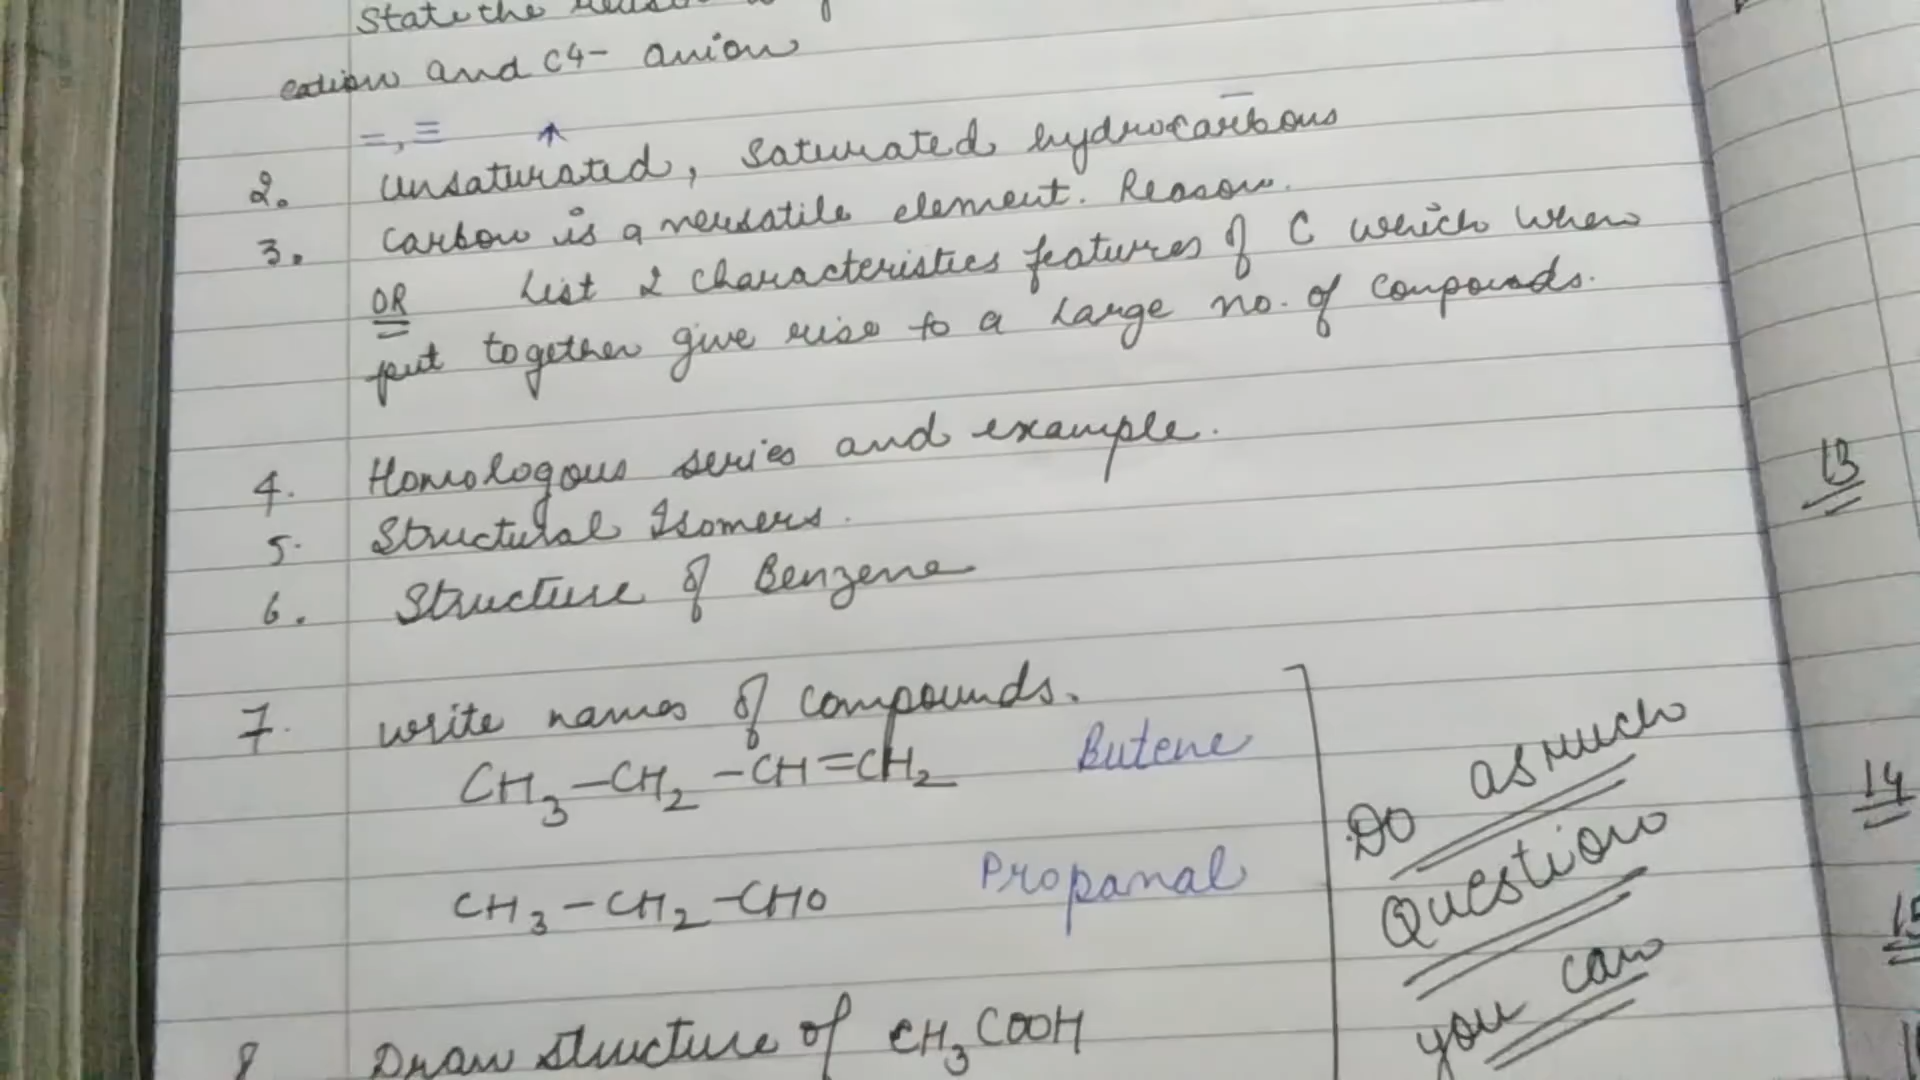 State the
cation and C4- anion
=, ≡ ↑ –
2. Unsaturated, Saturated hydrocarbons
3. Carbon is a versatile element. Reason.
OR List 2 characteristics features of C which when
put together give rise to a large no. of compounds.
4. Homologous series and example.
5. Structural Isomers.
6. Structure of Benzene
7. write names of compounds.
CH3-CH2-CH=CH2 Butene
CH3-CH2-CHO Propanal
8 Draw structure of CH3COOH
Do as much
Question
you can
13
14
15